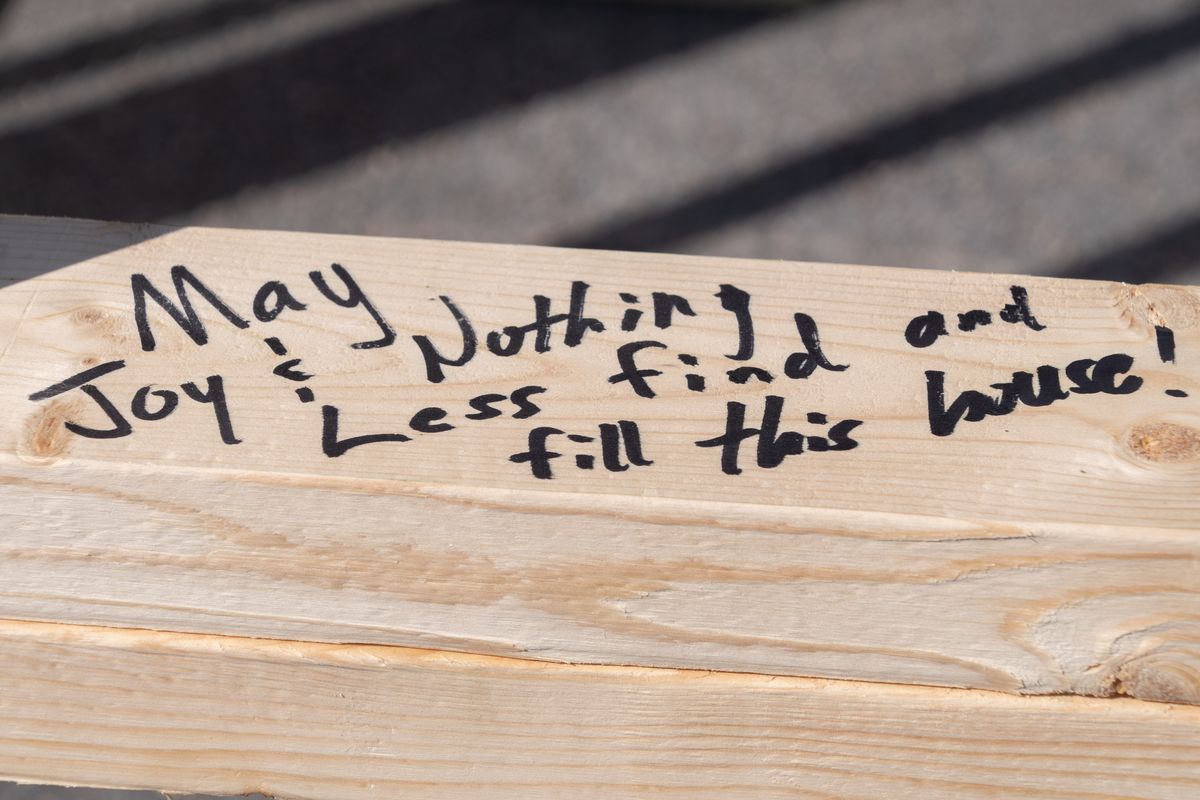 May
Joy & Nothing
Less find and
fill this house!